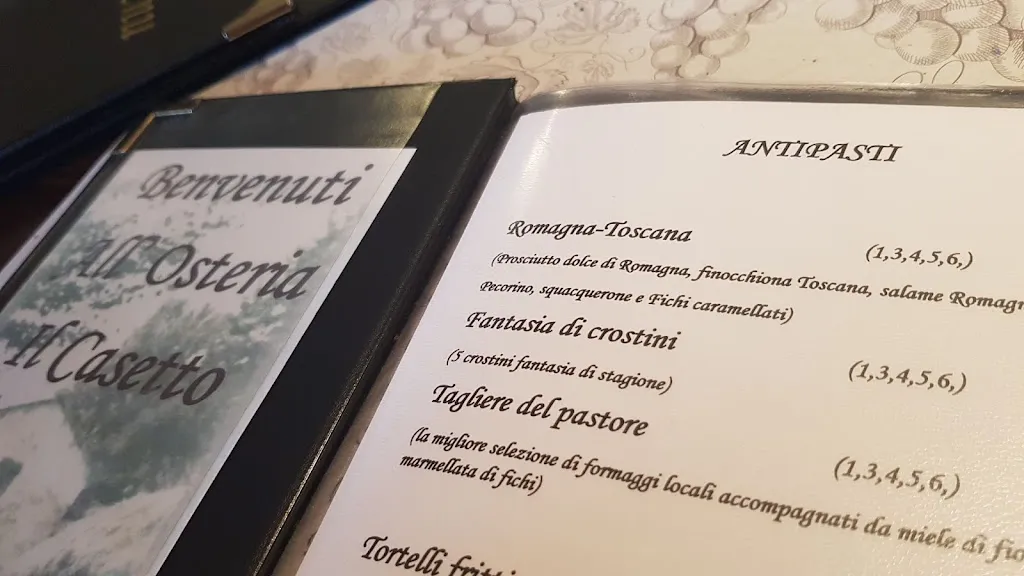 Benvenuti
All' Osteria
Il Casetto
ANTIPASTI
Romagna-Toscana (1,3,4,5,6,)
(Prosciutto dolce di Romagna, finocchiona Toscana, salame
Pecorino, squacquerone e Fichi caramellati)
Fantasia di crostini
(5 crostini fantasia di stagione) (1,3,4,5,6,)
Tagliere del pastore
(la migliore selezione di formaggi locali accompagnati da miele di (1,3,4,5,6,)
marmellata di fichi)
Tortelli fritti